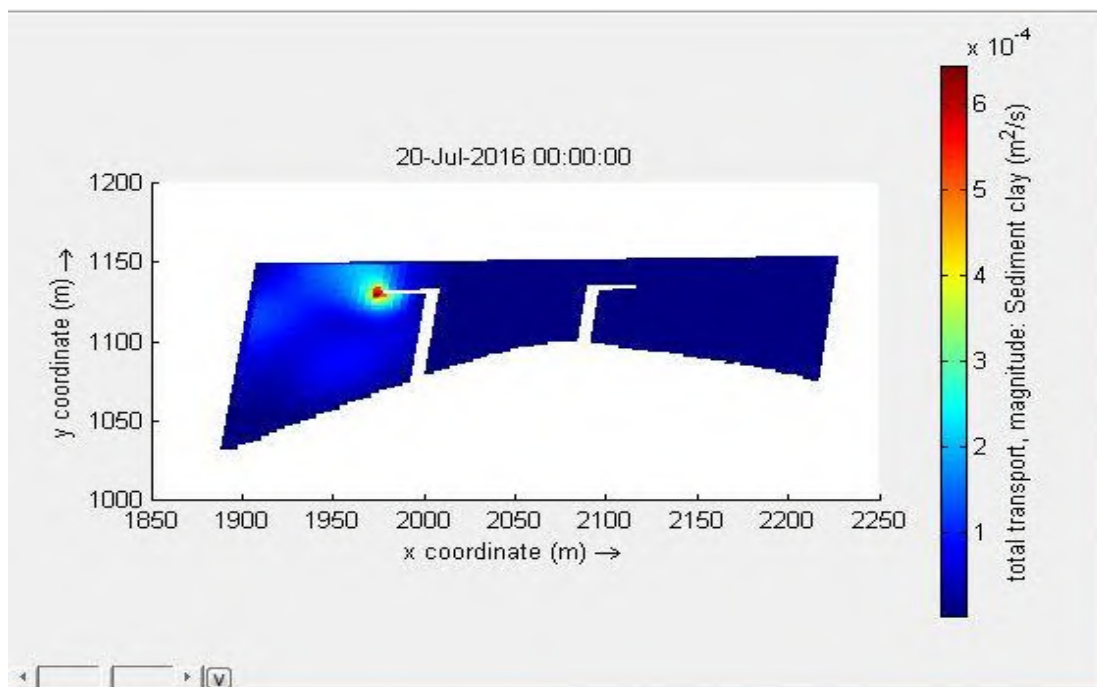 x 10⁻⁴
20-Jul-2016 00:00:00
1200
1150
1100
1050
1000
y coordinate (m) →
1850 1900 1950 2000 2050 2100 2150 2200 2250
x coordinate (m) →
6
5
4
3
2
1
total transport, magnitude: Sediment clay (m²/s)
V